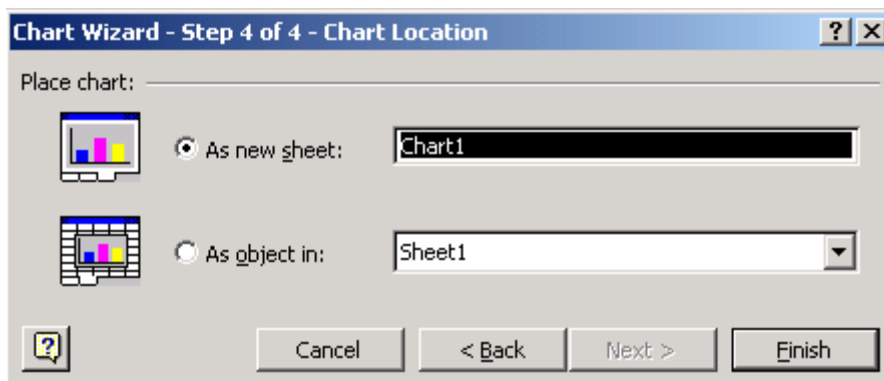 Chart Wizard - Step 4 of 4 - Chart Location
Place chart:
As new sheet: Chart1
As object in: Sheet1
Cancel < Back Next > Finish